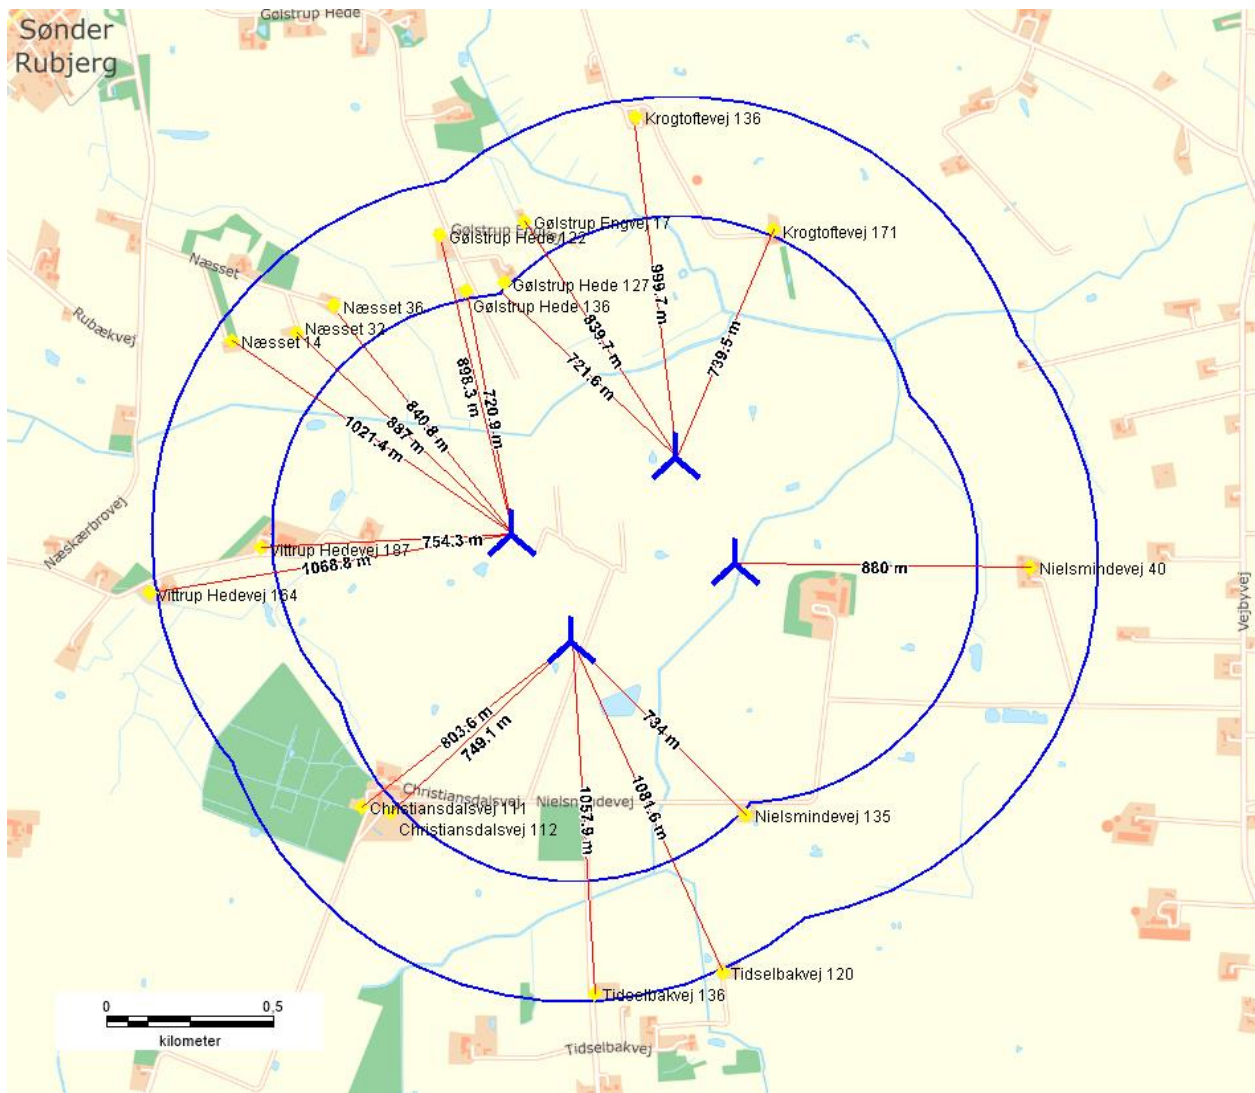 Gølstrup Hede
Sønder
Rubjerg
Krogtoftevej 136
Gølstrup Engvej 17
Gølstrup Engvej
Gølstrup Hede 122
Krogtoftevej 171
Næsset
Gølstrup Hede 127
999.7 m
Gølstrup Hede 136
Næsset 36
Rubækvej
Næsset 32
Næsset 14
839.7 m
739.5 m
721.6 m
898.3 m
720.9 m
840.8 m
887 m
1021.4 m
Næskærbrovej
754.3 m
Vittrup Hedevej 187
1068.8 m
880 m
Nielsmindevej 40
Vittrup Hedevej 164
Vejbyvej
803.6 m
749.1 m
734 m
Christiansdalsvej
Nielsmindevej
Christiansdalsvej 111
1057.9 m
1081.6 m
Nielsmindevej 135
Christiansdalsvej 112
Tidselbakvej 120
Tidselbakvej 136
0 0,5
kilometer
Tidselbakvej